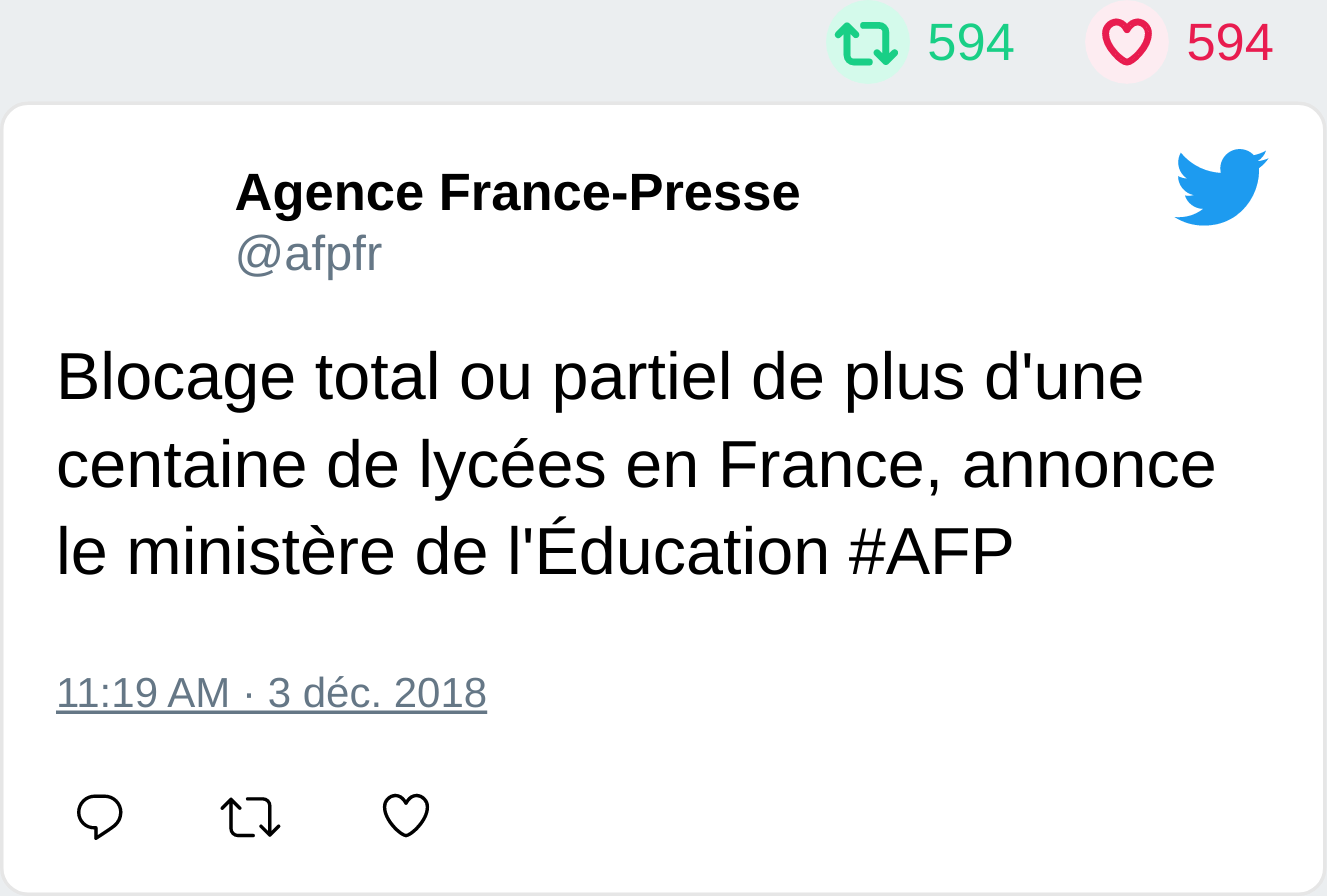 594 594
Agence France-Presse
@afpfr
Blocage total ou partiel de plus d'une
centaine de lycées en France, annonce
le ministère de l'Éducation #AFP
11:19 AM · 3 déc. 2018